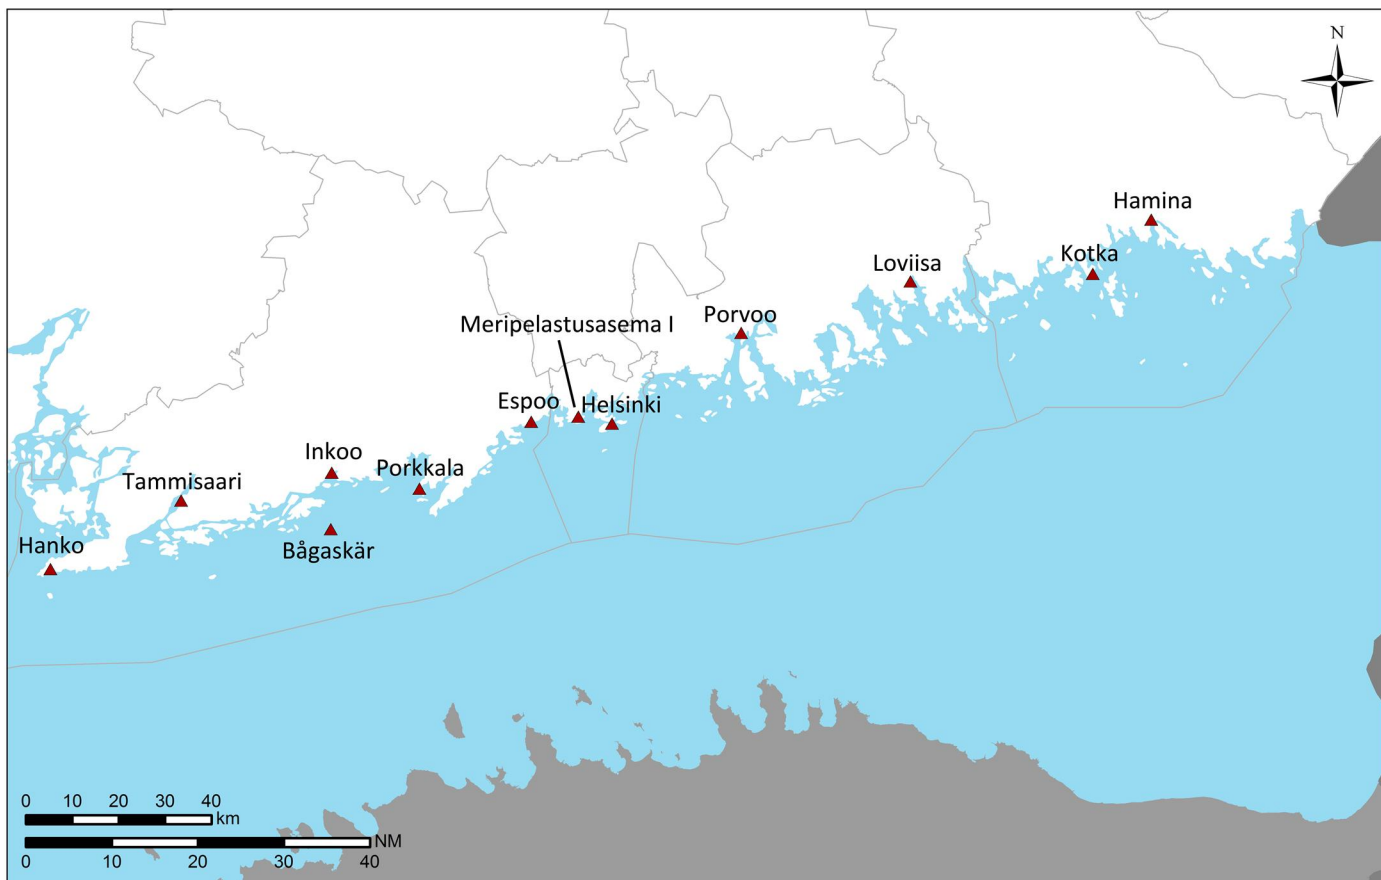 N
Hamina
Kotka
Loviisa
Porvoo
Meripelastusasema I
Espoo
Helsinki
Inkoo
Porkkala
Tammisaari
Bågaskär
Hanko
0 10 20 30 40
km
NM
0 10 20 30 40